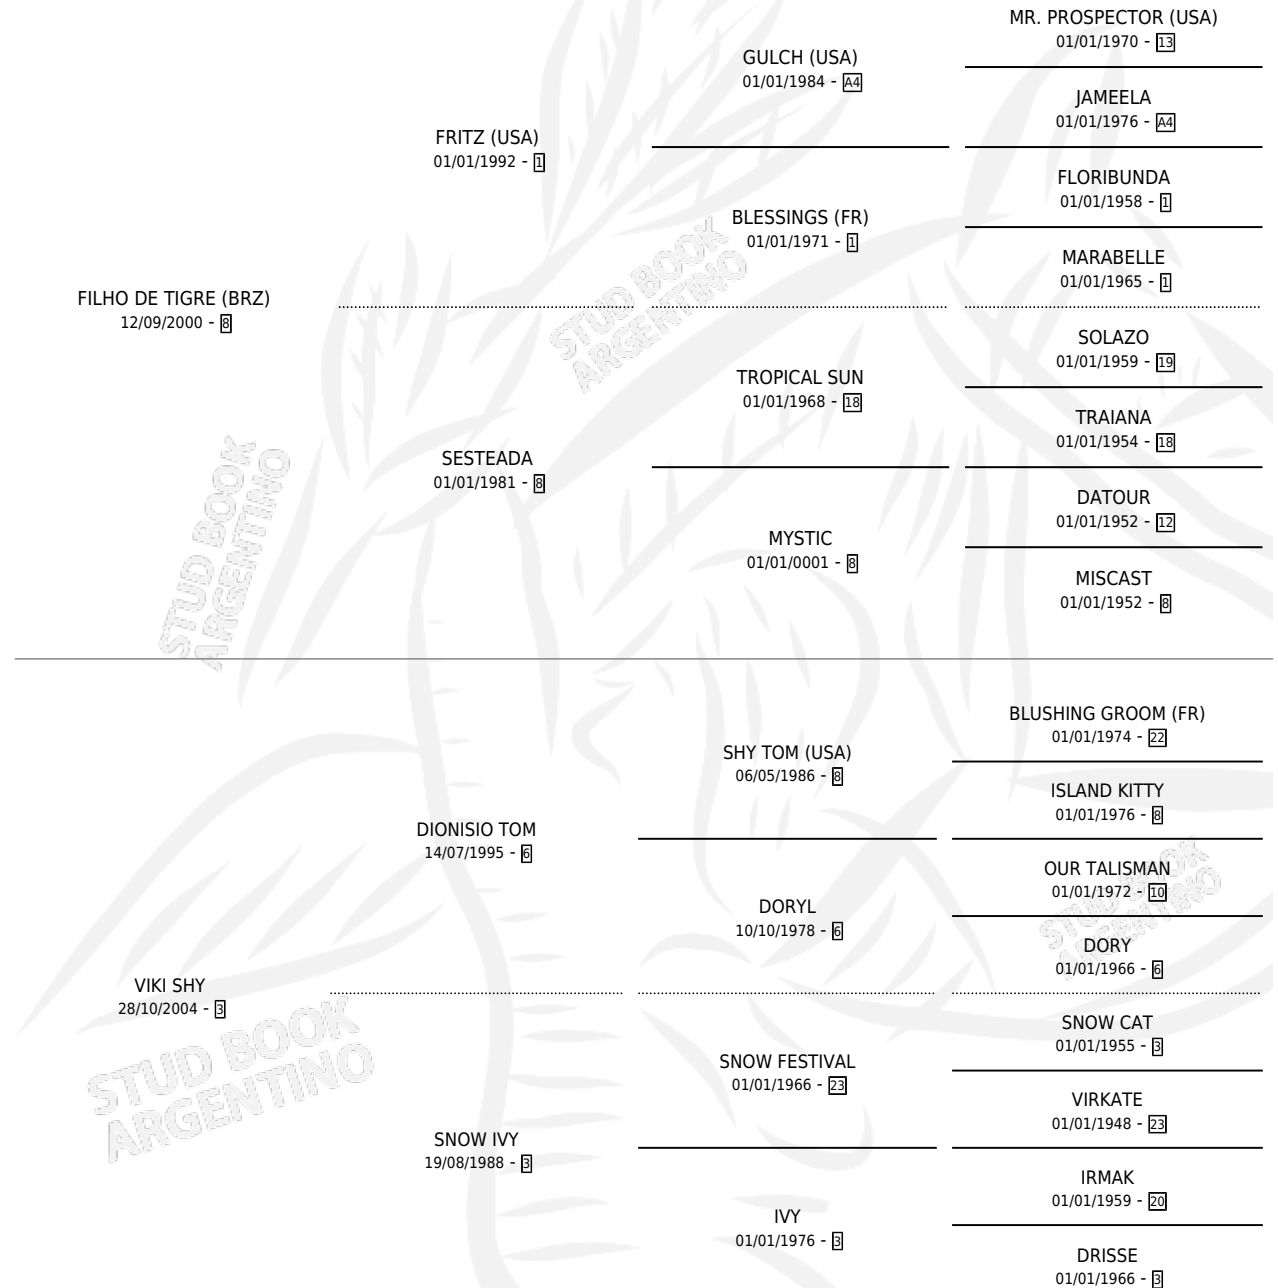 MR. PROSPECTOR (USA)
01/01/1970 - 13
GULCH (USA)
01/01/1984 - A4
JAMEELA
01/01/1976 - A4
FRITZ (USA)
01/01/1992 - 1
FLORIBUNDA
01/01/1958 - 1
BLESSINGS (FR)
01/01/1971 - 1
MARABELLE
01/01/1965 - 1
FILHO DE TIGRE (BRZ)
12/09/2000 - 8
STUD BOOK
ARGENTINO
SOLAZO
01/01/1959 - 19
TROPICAL SUN
01/01/1968 - 18
TRAIANA
01/01/1954 - 18
SESTEADA
01/01/1981 - 8
DATOUR
01/01/1952 - 12
MYSTIC
01/01/0001 - 8
MISCAST
01/01/1952 - 8
STUD BOOK
ARGENTINO
BLUSHING GROOM (FR)
01/01/1974 - 22
SHY TOM (USA)
06/05/1986 - 8
ISLAND KITTY
01/01/1976 - 8
DIONISIO TOM
14/07/1995 - 6
OUR TALISMAN
01/01/1972 - 10
DORYL
10/10/1978 - 6
STUD BOOK
ARGENTINO
DORY
01/01/1966 - 6
VIKI SHY
28/10/2004 - 3
STUD BOOK
ARGENTINO
SNOW CAT
01/01/1955 - 3
SNOW FESTIVAL
01/01/1966 - 23
VIRKATE
01/01/1948 - 23
SNOW IVY
19/08/1988 - 3
IRMAK
01/01/1959 - 20
IVY
01/01/1976 - 3
DRISSE
01/01/1966 - 3